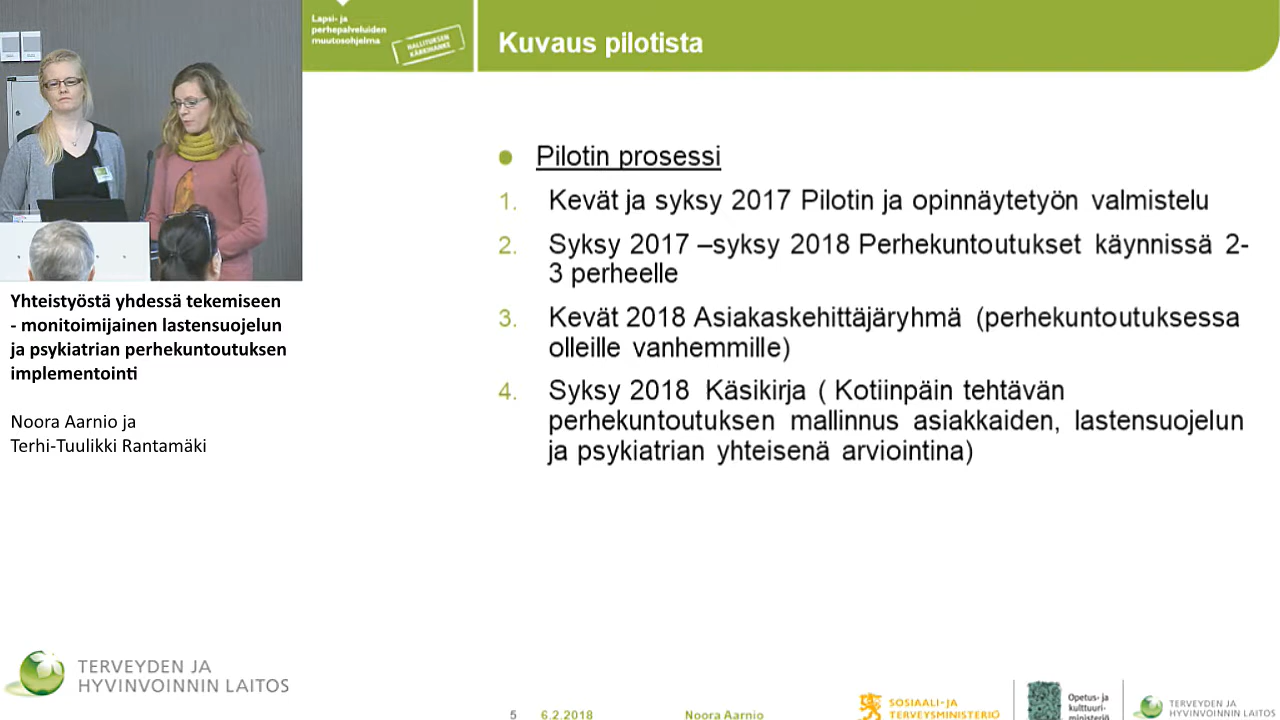 Lapsi- ja
perhepalveluiden
muutosohjelma
HALLITUKSEN
KÄRKIHANKE
Kuvaus pilotista
Pilotin prosessi
1. Kevät ja syksy 2017 Pilotin ja opinnäytetyön valmistelu
2. Syksy 2017 –syksy 2018 Perhekuntoutukset käynnissä 2-
3 perheelle
3. Kevät 2018 Asiakaskehittäjäryhmä (perhekuntoutuksessa
olleille vanhemmille)
4. Syksy 2018 Käsikirja ( Kotiinpäin tehtävän
perhekuntoutuksen mallinnus asiakkaiden, lastensuojelun
ja psykiatrian yhteisenä arviointina)
Yhteistyöstä yhdessä tekemiseen
- monitoimijainen lastensuojelun
ja psykiatrian perhekuntoutuksen
implementointi
Noora Aarnio ja
Terhi-Tuulikki Rantamäki
TERVEYDEN JA
HYVINVOINNIN LAITOS
5 6.2.2018 Noora Aarnio
SOSIAALI- JA
TERVEYSMINISTERIÖ
Opetus- ja
kulttuuri-
ministeriö
TERVEYDEN JA
HYVINVOINNIN LAITOS